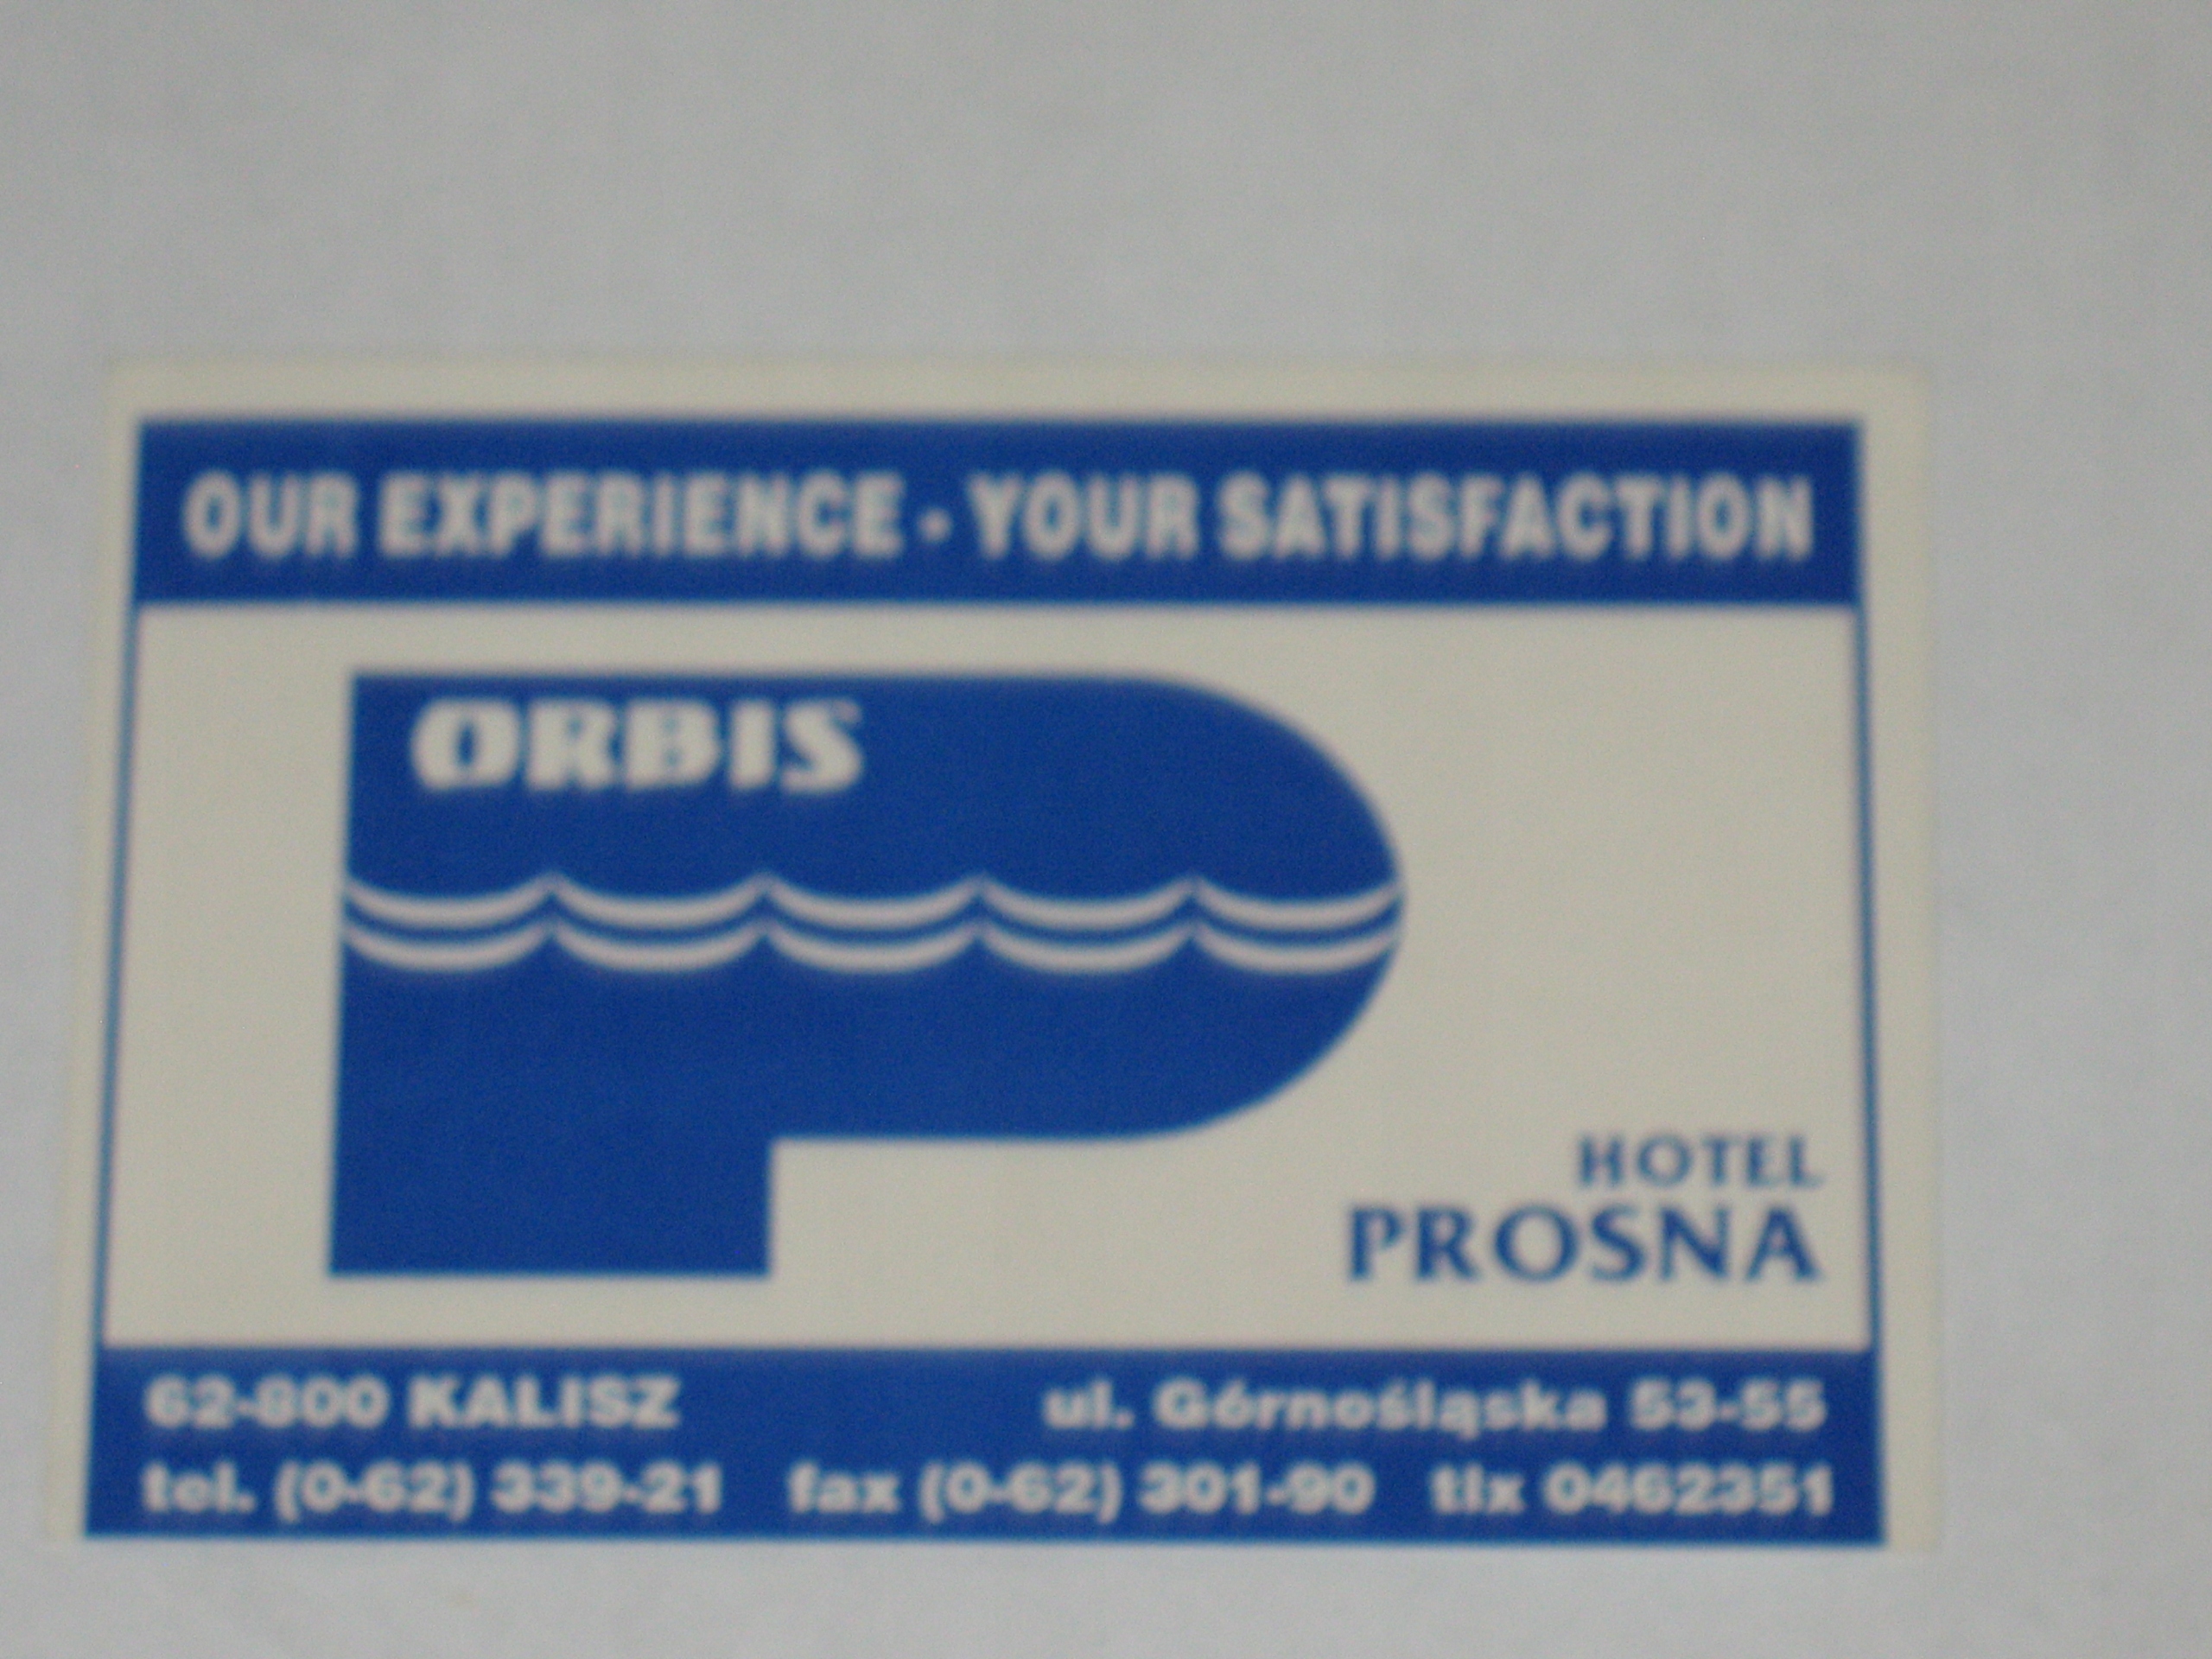 OUR EXPERIENCE - YOUR SATISFACTION
ORBIS
HOTEL
PROSNA
62-800 KALISZ ul. Górnośląska 53-55
tel. (0-62) 339-21 fax (0-62) 301-90 tlx 0462351